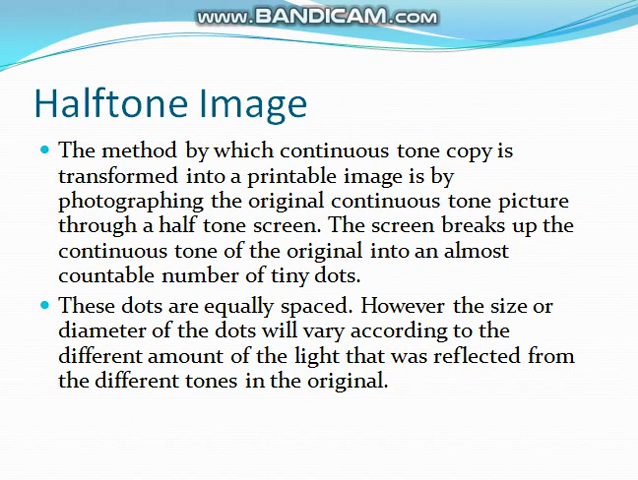 www.BANDICAM.com
Halftone Image
The method by which continuous tone copy is
transformed into a printable image is by
photographing the original continuous tone picture
through a half tone screen. The screen breaks up the
continuous tone of the original into an almost
countable number of tiny dots.
These dots are equally spaced. However the size or
diameter of the dots will vary according to the
different amount of the light that was reflected from
the different tones in the original.